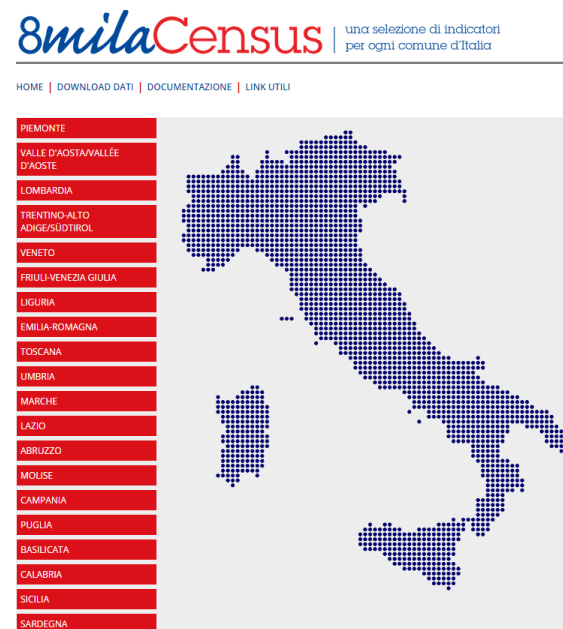 8milaCensus
una selezione di indicatori
per ogni comune d'Italia
HOME | DOWNLOAD DATI | DOCUMENTAZIONE | LINK UTILI
PIEMONTE
VALLE D'AOSTA/VALLÉE
D'AOSTE
LOMBARDIA
TRENTINO-ALTO
ADIGE/SÜDTIROL
VENETO
FRIULI-VENEZIA GIULIA
LIGURIA
EMILIA-ROMAGNA
TOSCANA
UMBRIA
MARCHE
LAZIO
ABRUZZO
MOLISE
CAMPANIA
PUGLIA
BASILICATA
CALABRIA
SICILIA
SARDEGNA